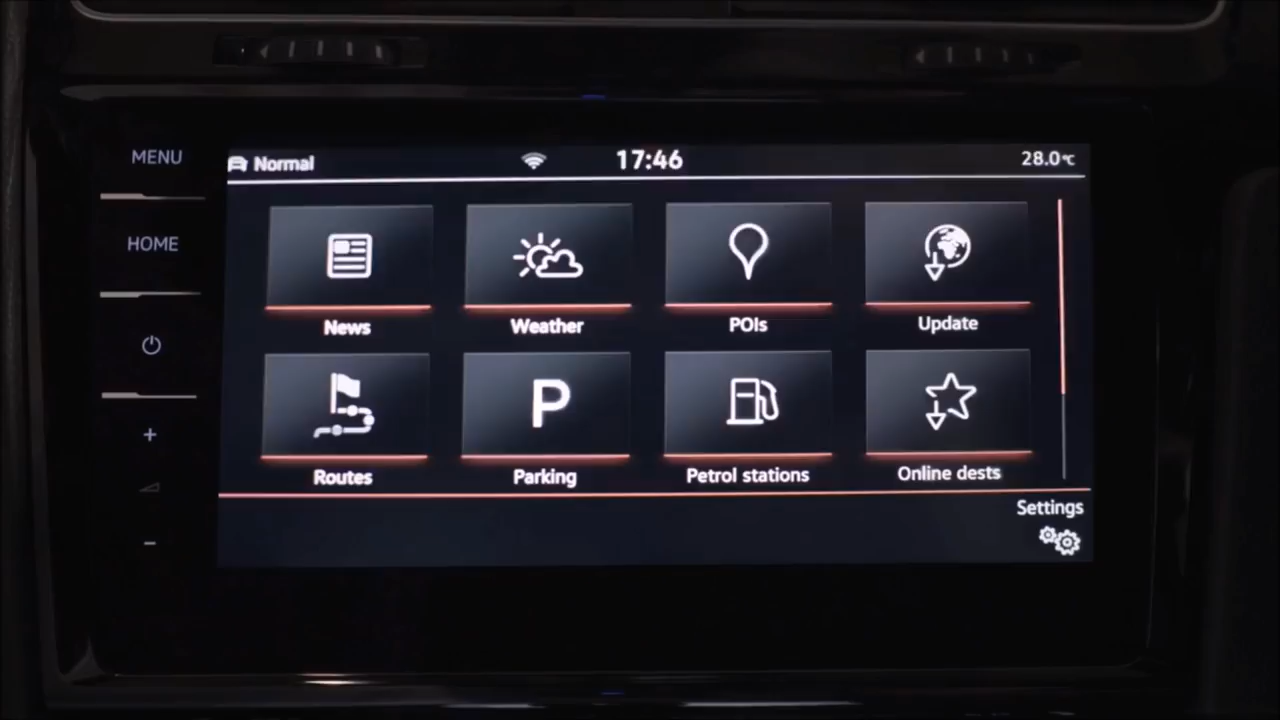 MENU
HOME
Normal
17:46
28.0°C
News
Weather
POIs
Update
Routes
P
Parking
Petrol stations
Online dests
Settings